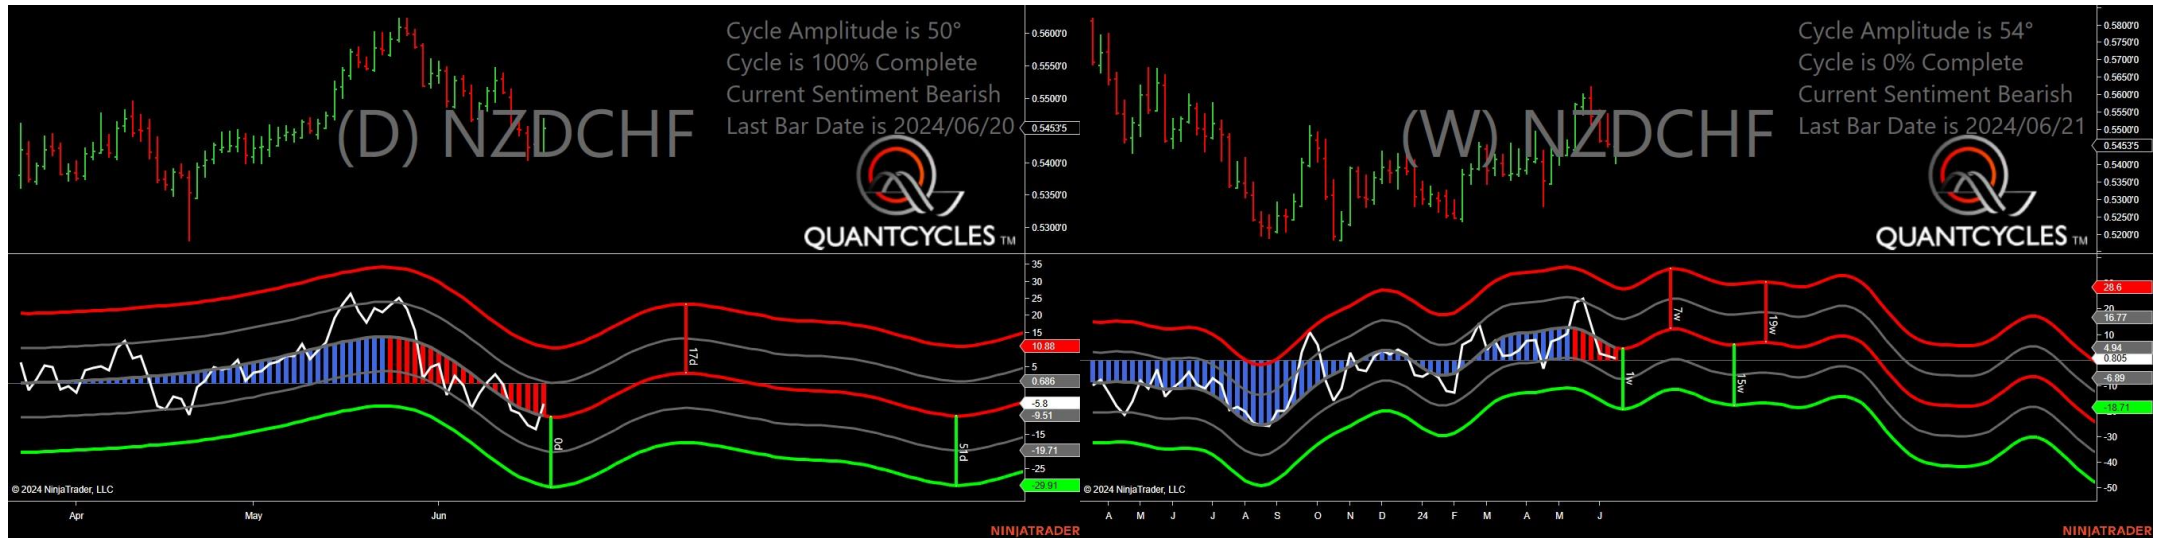 Cycle Amplitude is 50°
Cycle is 100% Complete
Current Sentiment Bearish
Last Bar Date is 2024/06/20
(D) NZDCHF
QUANTCYCLES TM
0.5600'0
0.5550'0
0.5500'0
0.5453'5
0.5400'0
0.5350'0
0.5300'0
35
30
25
20
15
10.88
5
0.686
-5.8
-9.51
-15
-19.71
-25
-29.91
17d
0d
51d
© 2024 NinjaTrader, LLC
Apr May Jun
NINJATRADER
Cycle Amplitude is 54°
Cycle is 0% Complete
Current Sentiment Bearish
Last Bar Date is 2024/06/21
(W) NZDCHF
QUANTCYCLES TM
0.5800'0
0.5750'0
0.5700'0
0.5650'0
0.5600'0
0.5550'0
0.5500'0
0.5453'5
0.5400'0
0.5350'0
0.5300'0
0.5250'0
0.5200'0
28.6
20
16.77
10
4.94
0.805
-6.89
-10
-18.71
-30
-40
-50
7w
19w
1w
15w
© 2024 NinjaTrader, LLC
A M J J A S O N D 24 F M A M J
NINJATRADER